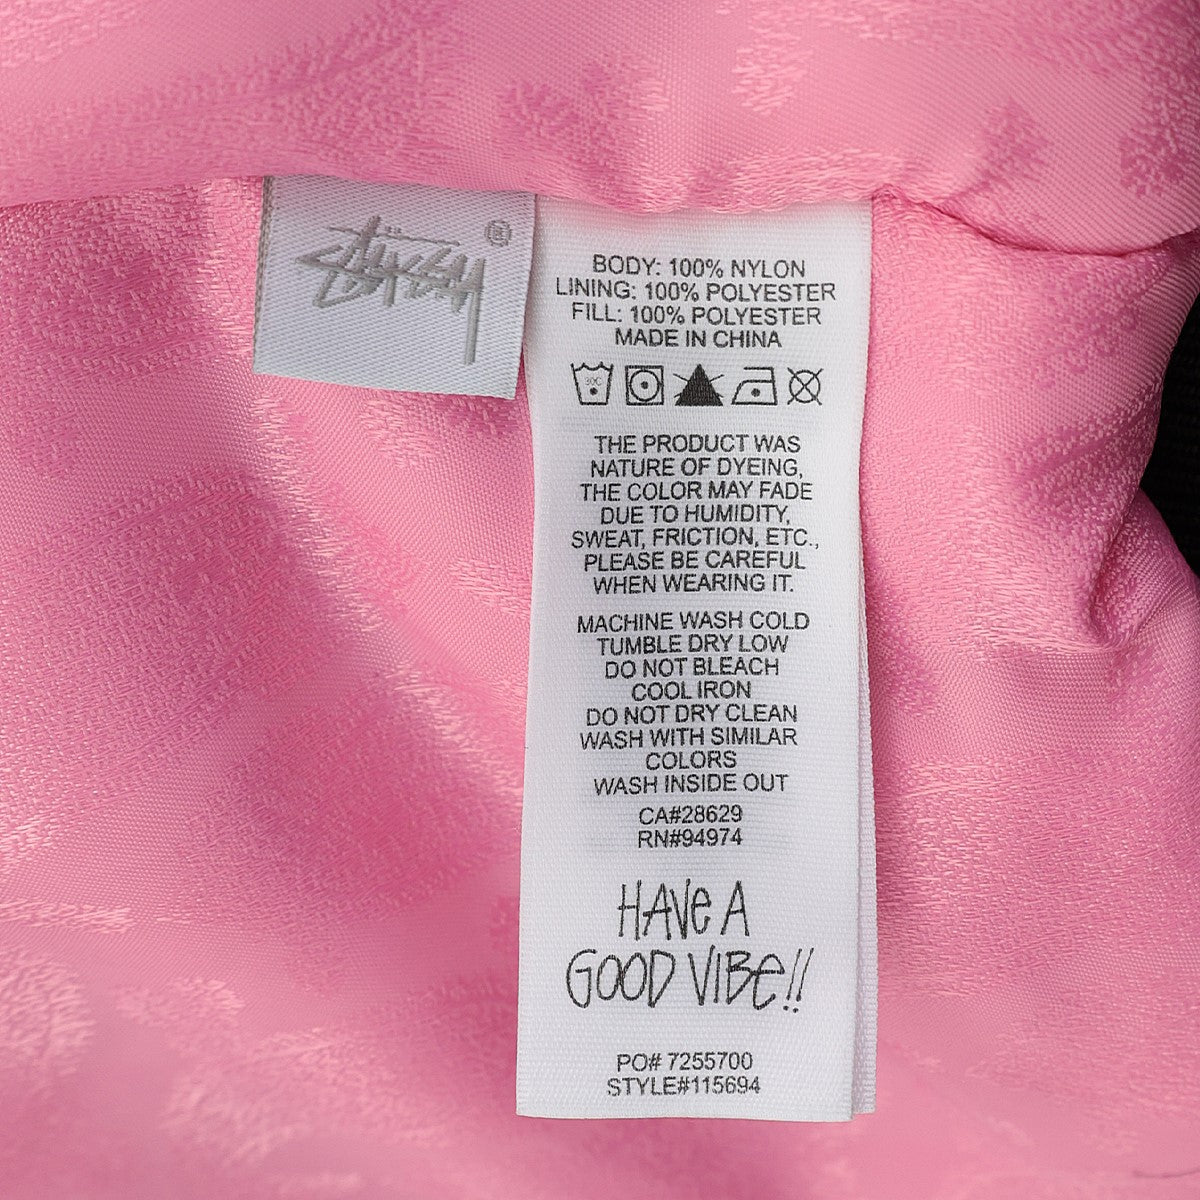 Stüssy ®
BODY: 100% NYLON
LINING: 100% POLYESTER
FILL: 100% POLYESTER
MADE IN CHINA
30C
THE PRODUCT WAS
NATURE OF DYEING,
THE COLOR MAY FADE
DUE TO HUMIDITY,
SWEAT, FRICTION, ETC.,
PLEASE BE CAREFUL
WHEN WEARING IT.
MACHINE WASH COLD
TUMBLE DRY LOW
DO NOT BLEACH
COOL IRON
DO NOT DRY CLEAN
WASH WITH SIMILAR
COLORS
WASH INSIDE OUT
CA#28629
RN#94974
HAVe A
GOOD VIBe!!
PO# 7255700
STYLE#115694